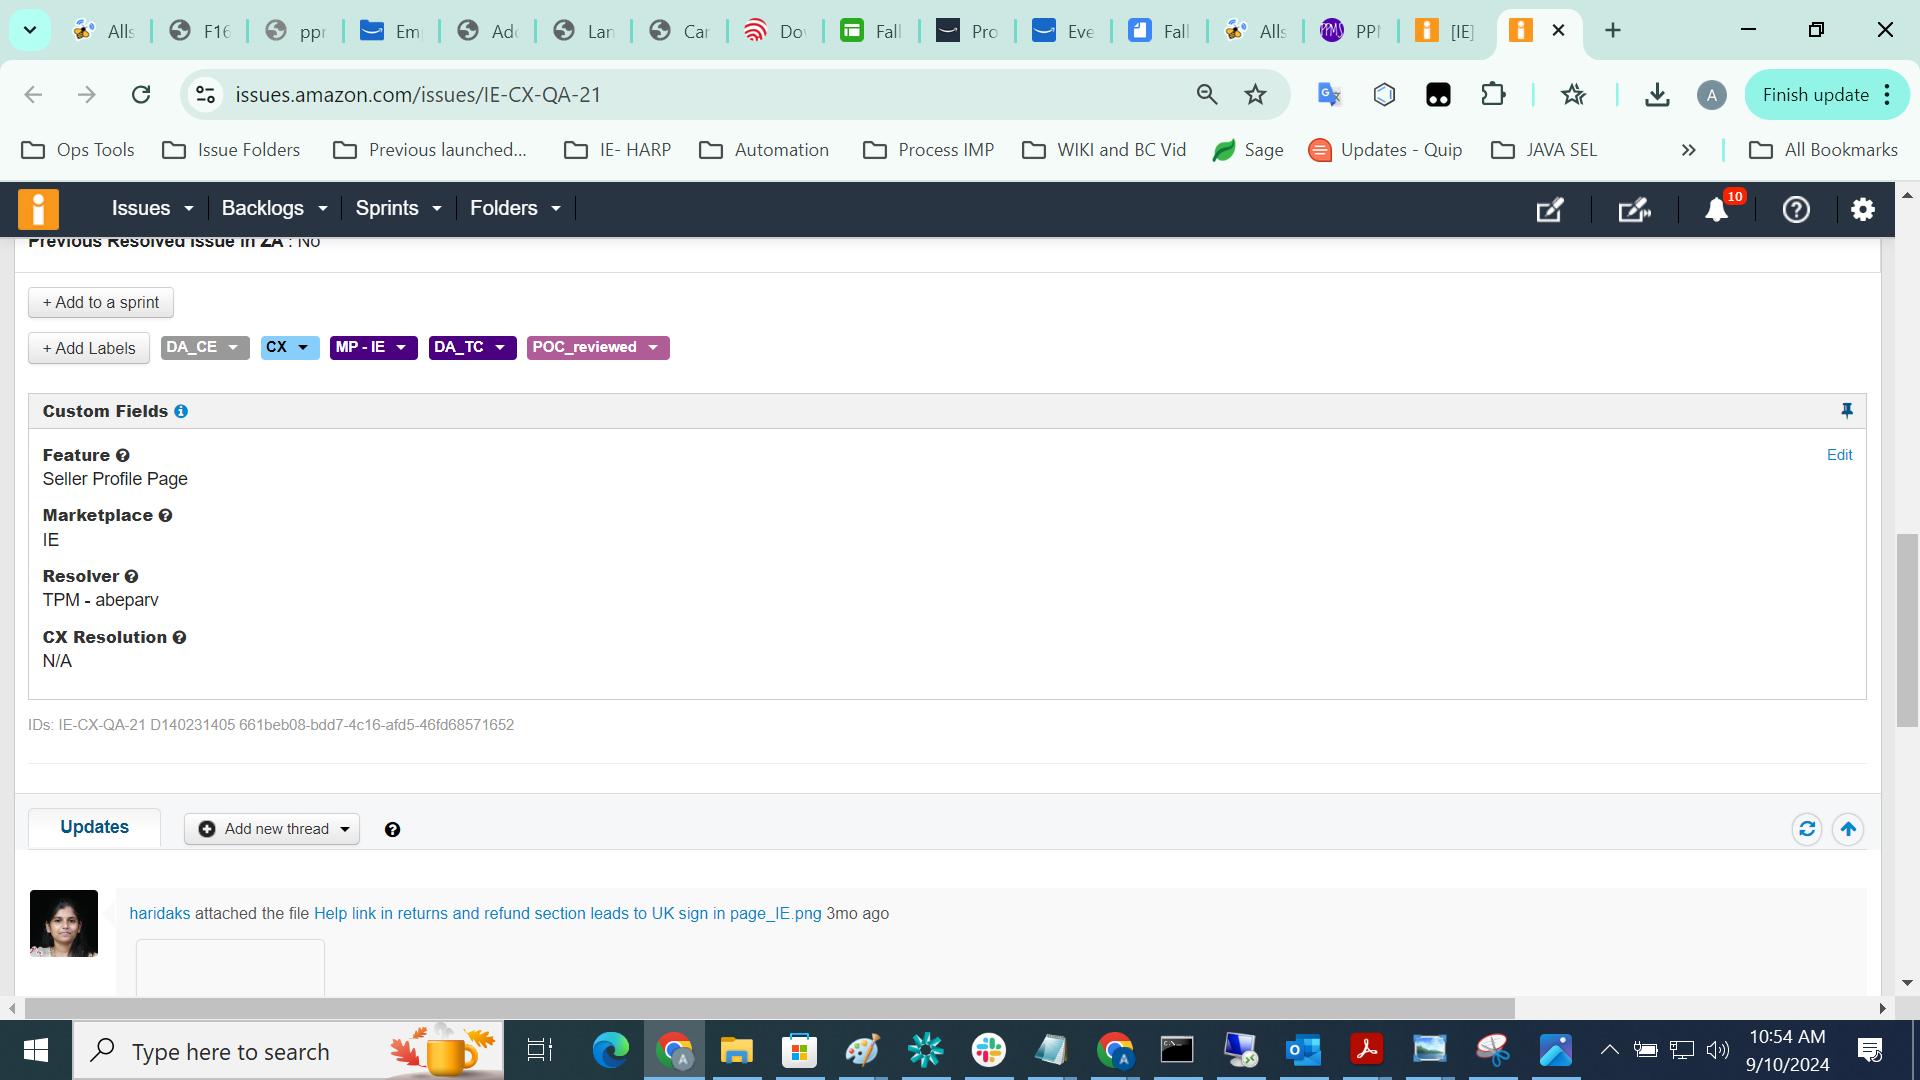 Alls
F16
ppr
Em
Adc
Lan
Car
Dov
Fall
Pro
Eve
Fall
Alls
PPM
[IE]
issues.amazon.com/issues/IE-CX-QA-21
A
Finish update
Ops Tools
Issue Folders
Previous launched...
IE- HARP
Automation
Process IMP
WIKI and BC Vid
Sage
Updates - Quip
JAVA SEL
»
All Bookmarks
Issues
Backlogs
Sprints
Folders
10
Previous Resolved Issue in ZA : No
+ Add to a sprint
+ Add Labels
DA_CE
CX
MP - IE
DA_TC
POC_reviewed
Custom Fields
Feature
Edit
Seller Profile Page
Marketplace
IE
Resolver
TPM - abeparv
CX Resolution
N/A
IDs: IE-CX-QA-21 D140231405 661beb08-bdd7-4c16-afd5-46fd68571652
Updates
Add new thread
haridaks attached the file Help link in returns and refund section leads to UK sign in page_IE.png 3mo ago
Type here to search
10:54 AM
9/10/2024